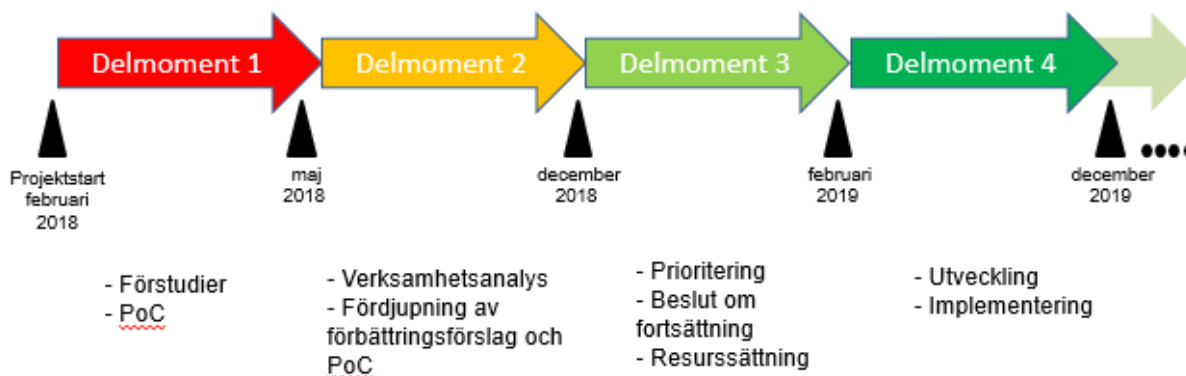 Delmoment 1
Delmoment 2
Delmoment 3
Delmoment 4
Projektstart
februari
2018
maj
2018
december
2018
februari
2019
december
2019
- Förstudier
- PoC
- Verksamhetsanalys
- Fördjupning av
förbättringsförslag och
PoC
- Prioritering
- Beslut om
fortsättning
- Resurssättning
- Utveckling
- Implementering